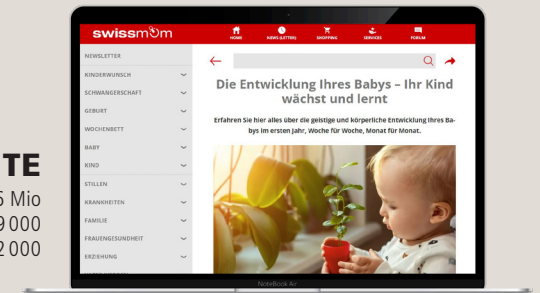 swissmom
HOME NEWS (LETTER) SHOPPING SERVICES FORUM
NEWSLETTER
KINDERWUNSCH
SCHWANGERSCHAFT
GEBURT
WOCHENBETT
BABY
KIND
STILLEN
KRANKHEITEN
FAMILIE
FRAUENGESUNDHEIT
ERZIEHUNG
Die Entwicklung Ihres Babys – Ihr Kind
wächst und lernt
Erfahren Sie hier alles über die geistige und körperliche Entwicklung Ihres Ba-
bys im ersten Jahr, Woche für Woche, Monat für Monat.
TE
Mio
9 000
2 000
NoteBook Air